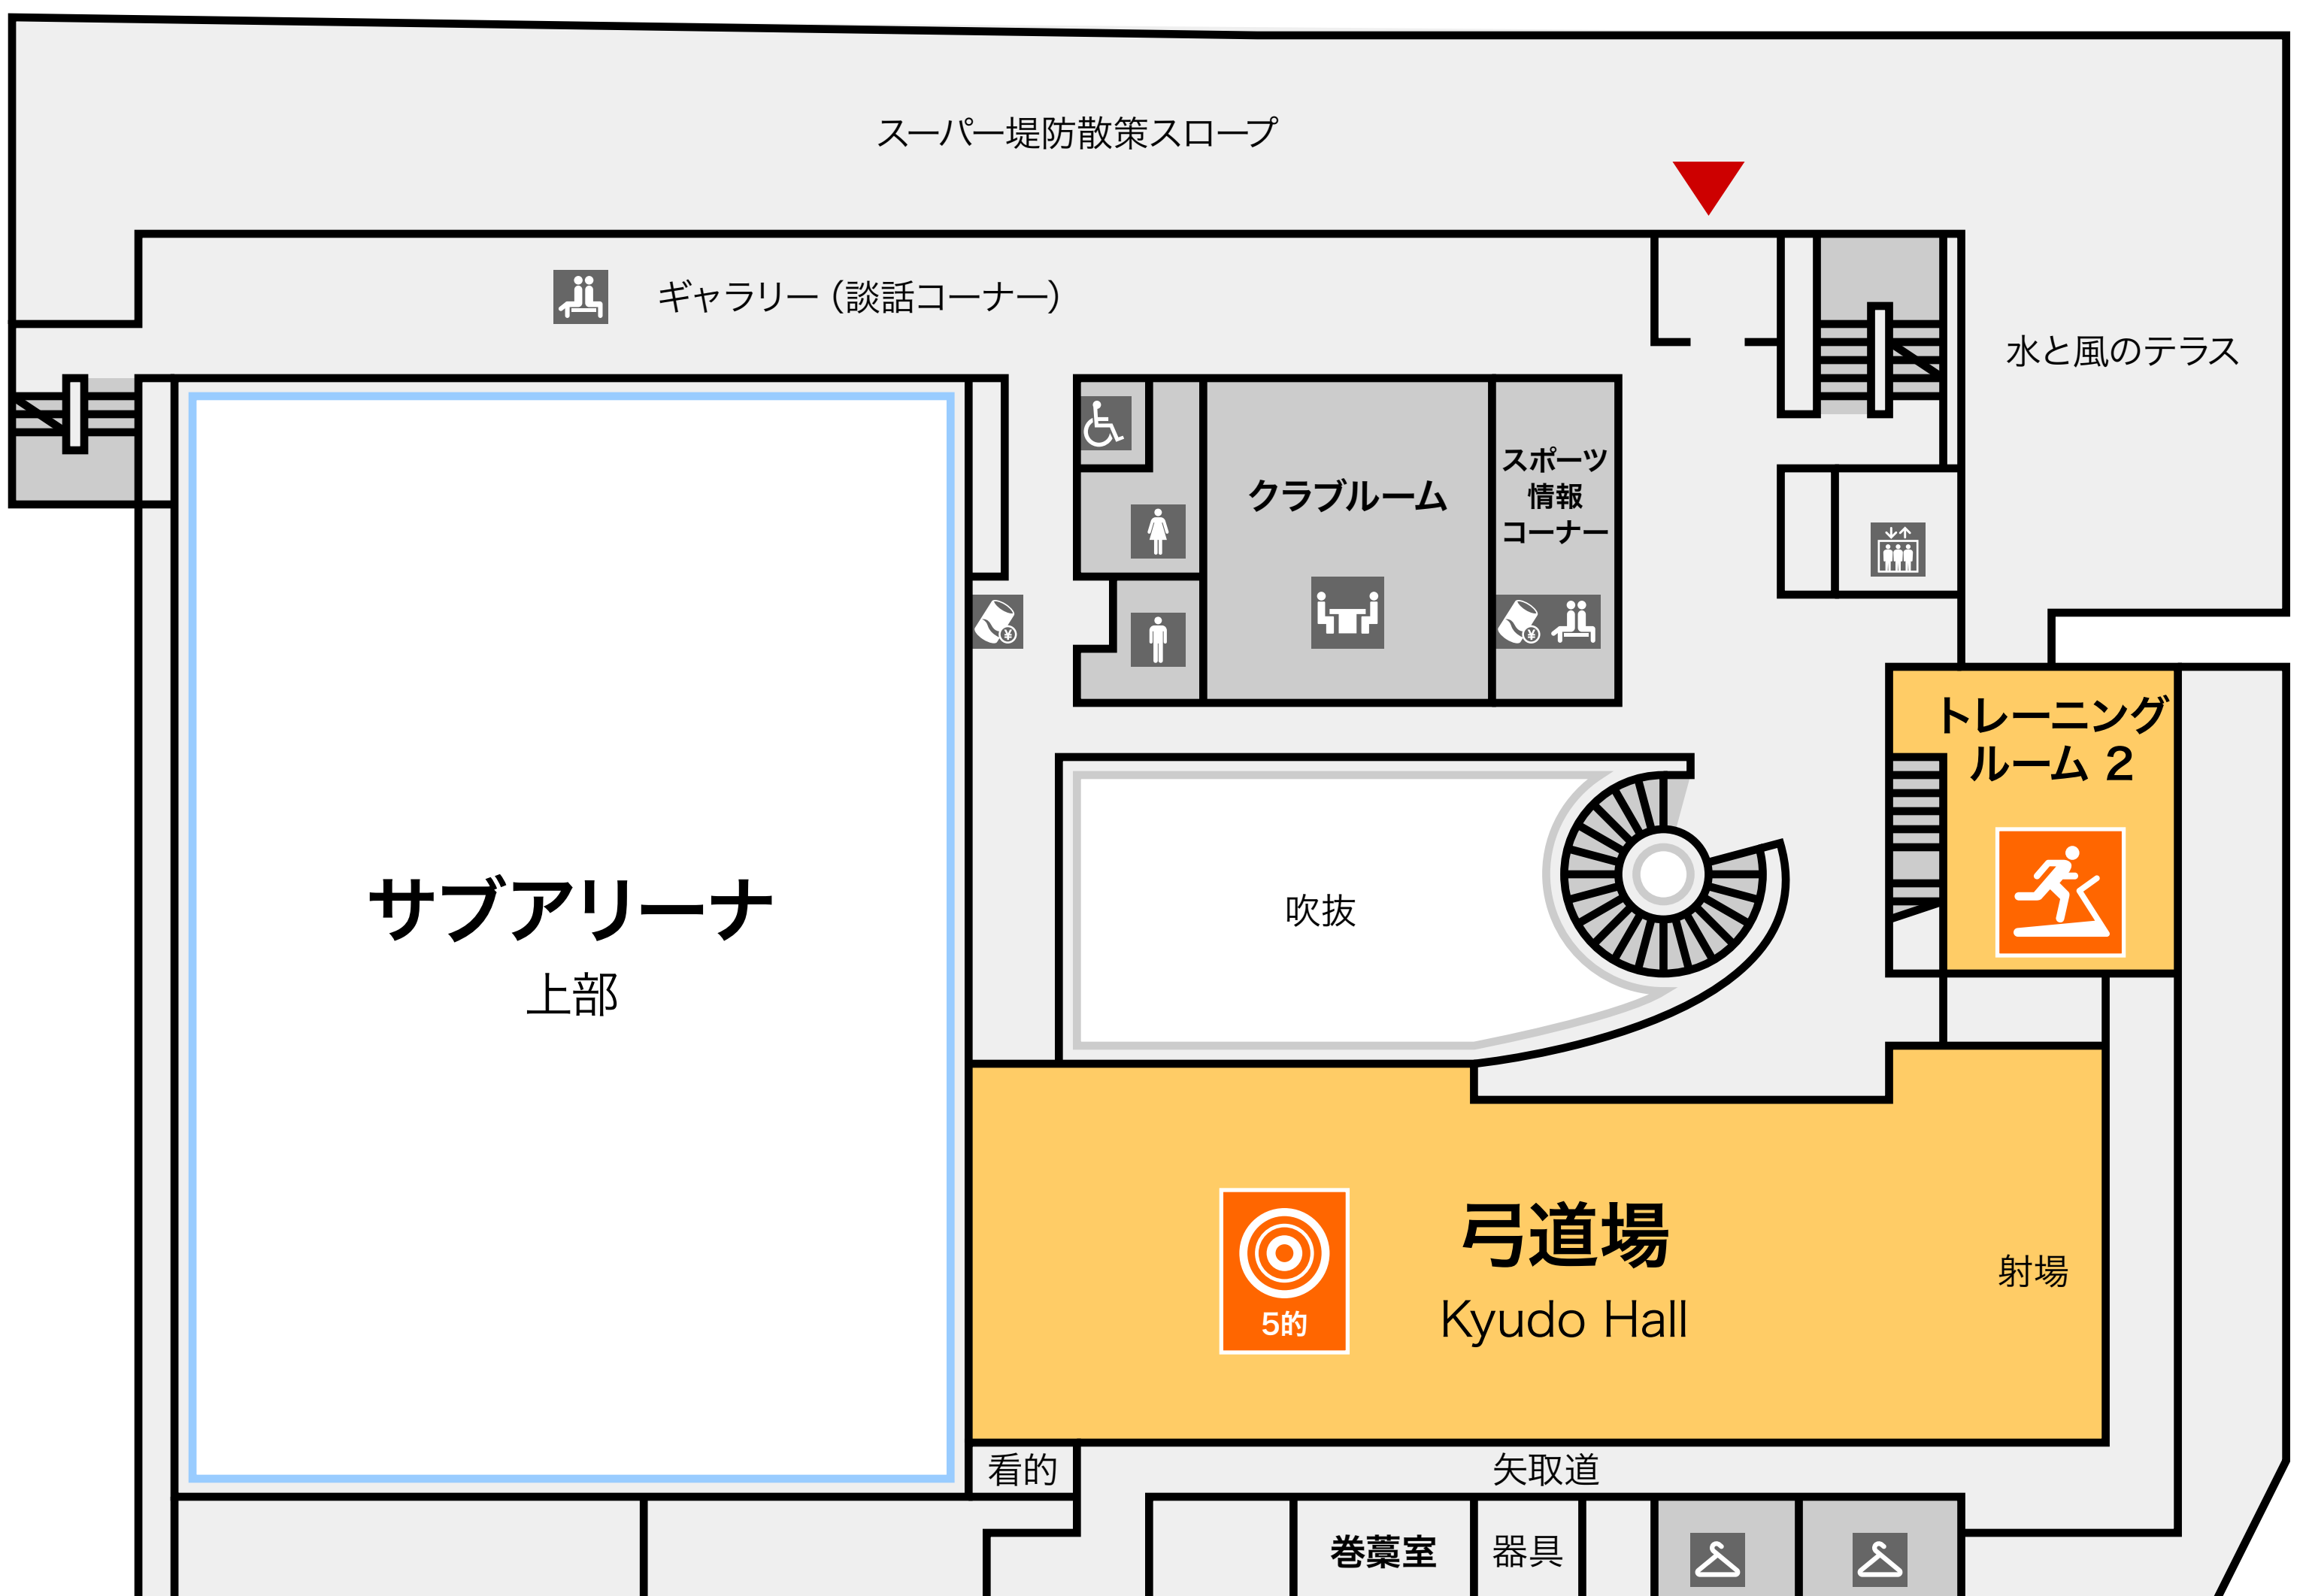 スーパー堤防散策スロープ
ギャラリー（談話コーナー）
水と風のテラス
クラブルーム
スポーツ
情報
コーナー
¥
¥
トレーニング
ルーム 2
サブアリーナ
上部
吹抜
弓道場
Kyudo Hall
5的
射場
看的
矢取道
巻藁室
器具